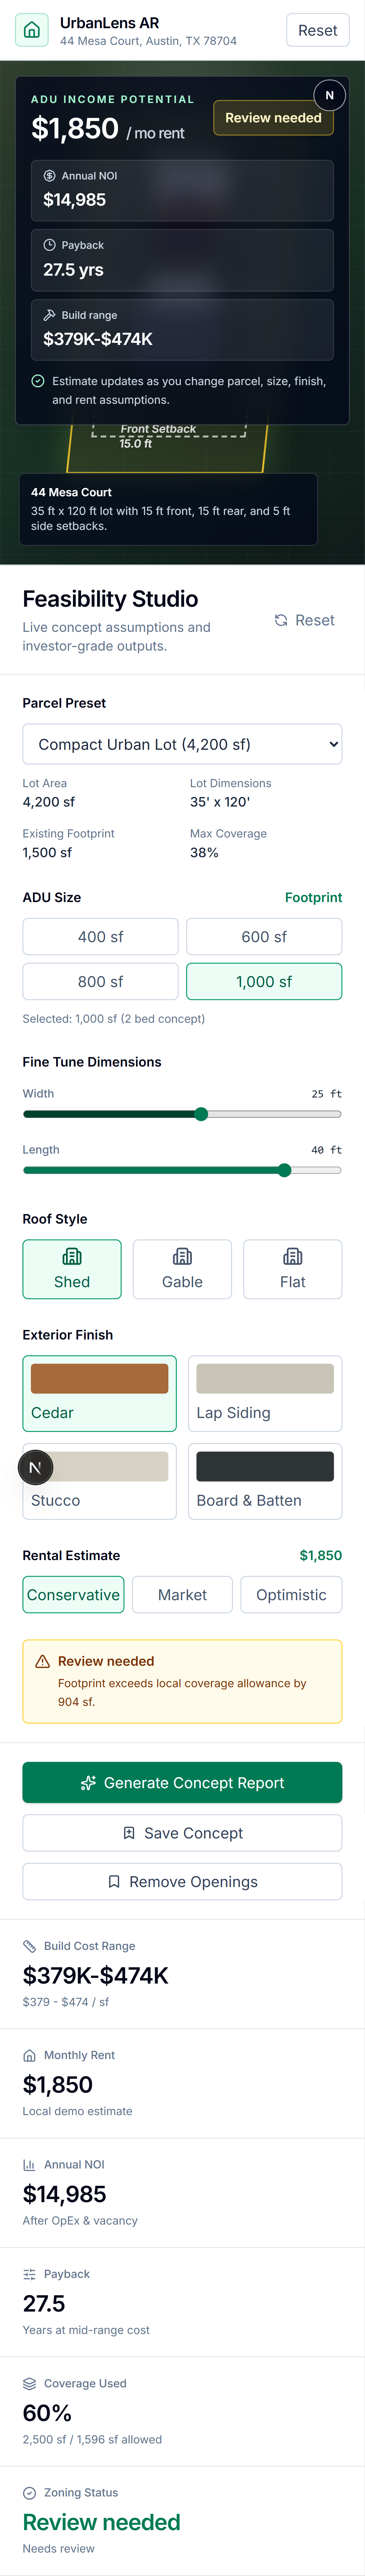 UrbanLens AR
44 Mesa Court, Austin, TX 78704
Reset
N
ADU INCOME POTENTIAL
$1,850 / mo rent
Review needed
Annual NOI
$14,985
Payback
27.5 yrs
Build range
$379K-$474K
Estimate updates as you change parcel, size, finish,
and rent assumptions.
Front Setback
15.0 ft
44 Mesa Court
35 ft x 120 ft lot with 15 ft front, 15 ft rear, and 5 ft
side setbacks.
Feasibility Studio
Live concept assumptions and
investor-grade outputs.
Reset
Parcel Preset
Compact Urban Lot (4,200 sf)
Lot Area
4,200 sf
Lot Dimensions
35' x 120'
Existing Footprint
1,500 sf
Max Coverage
38%
ADU Size
Footprint
400 sf
600 sf
800 sf
1,000 sf
Selected: 1,000 sf (2 bed concept)
Fine Tune Dimensions
Width
25 ft
Length
40 ft
Roof Style
Shed
Gable
Flat
Exterior Finish
Cedar
Lap Siding
N
Stucco
Board & Batten
Rental Estimate
$1,850
Conservative
Market
Optimistic
Review needed
Footprint exceeds local coverage allowance by
904 sf.
Generate Concept Report
Save Concept
Remove Openings
Build Cost Range
$379K-$474K
$379 - $474 / sf
Monthly Rent
$1,850
Local demo estimate
Annual NOI
$14,985
After OpEx & vacancy
Payback
27.5
Years at mid-range cost
Coverage Used
60%
2,500 sf / 1,596 sf allowed
Zoning Status
Review needed
Needs review